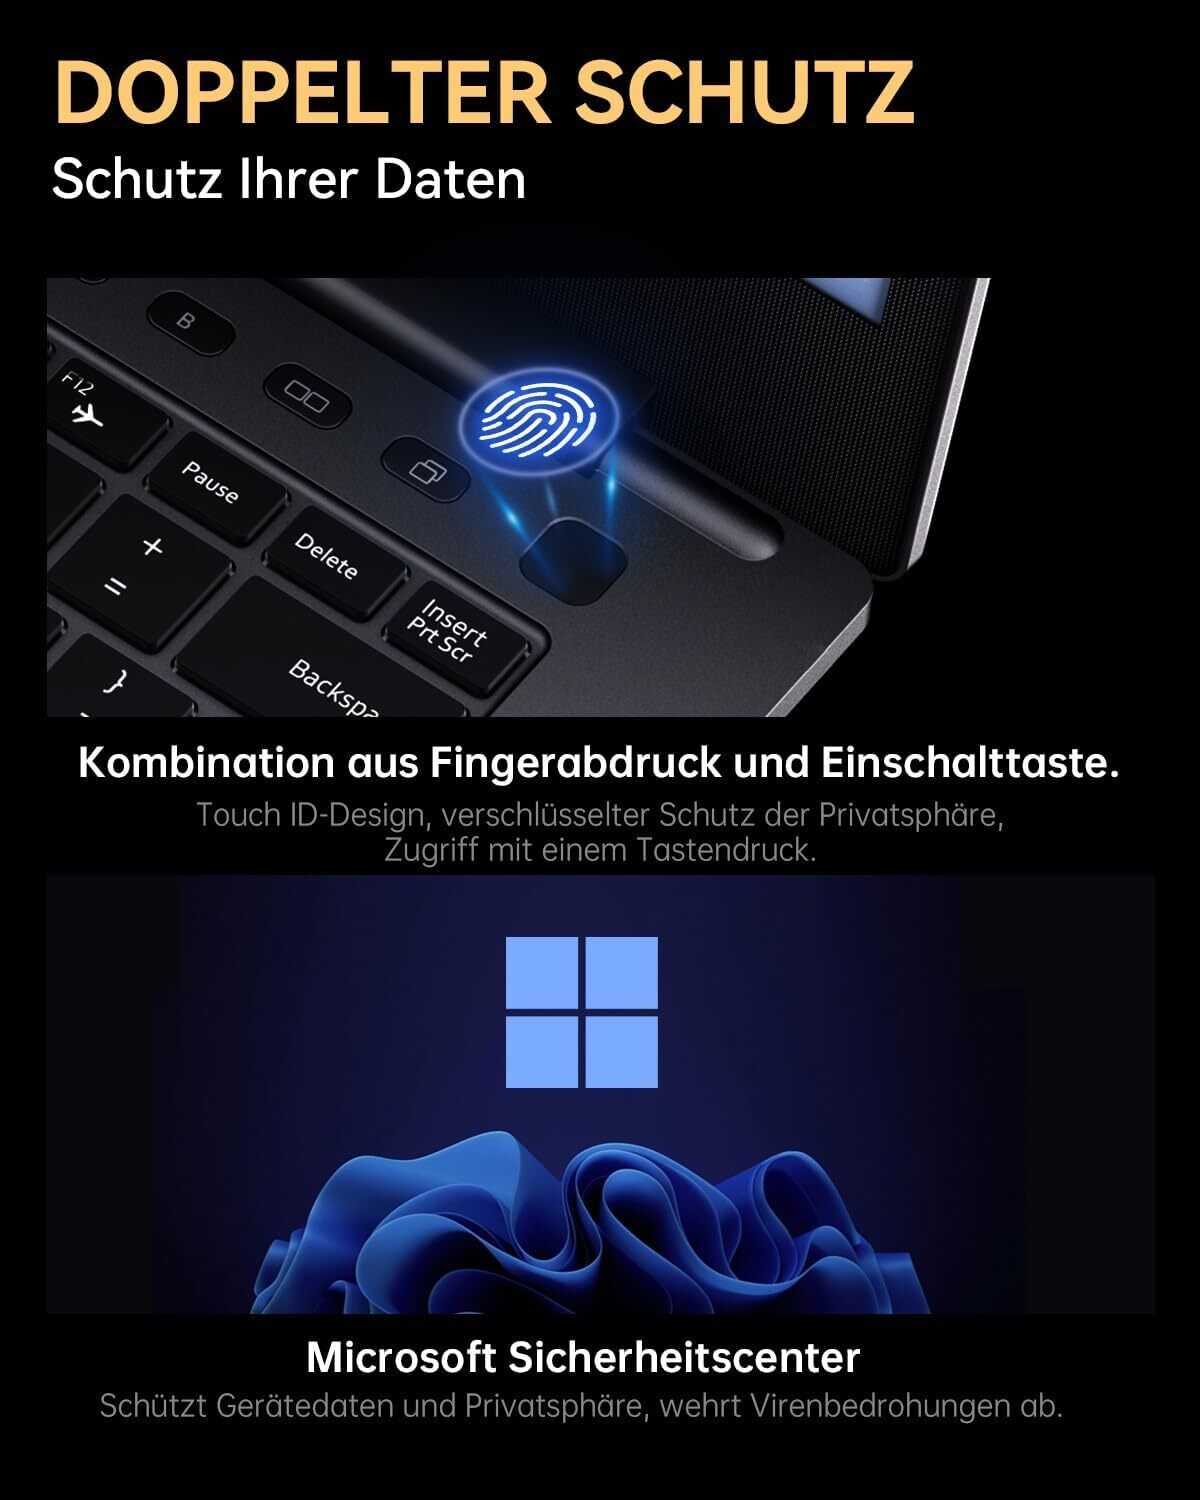 DOPPELTER SCHUTZ
Schutz Ihrer Daten
B
F12
Pause
+
=
Delete
Insert
Prt Scr
}
Kombination aus Fingerabdruck und Einschalttaste.
Touch ID-Design, verschlüsselter Schutz der Privatsphäre,
Zugriff mit einem Tastendruck.
Microsoft Sicherheitscenter
Schützt Gerätedaten und Privatsphäre, wehrt Virenbedrohungen ab.